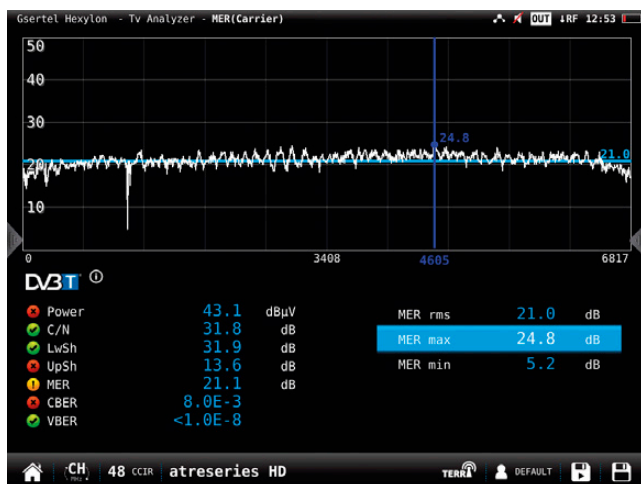 Gsertel Hexylon - Tv Analyzer - MER(Carrier) OUT ↓RF 12:53
50
40
30
24.8
21.0
20
10
0 3408 4605 6817
DVB T i
Power 43.1 dBµV
C/N 31.8 dB
LwSh 31.9 dB
UpSh 13.6 dB
MER 21.1 dB
CBER 8.0E-3
VBER <1.0E-8
MER rms 21.0 dB
MER max 24.8 dB
MER min 5.2 dB
CH MHz 48 CCIR atreseries HD TERR DEFAULT